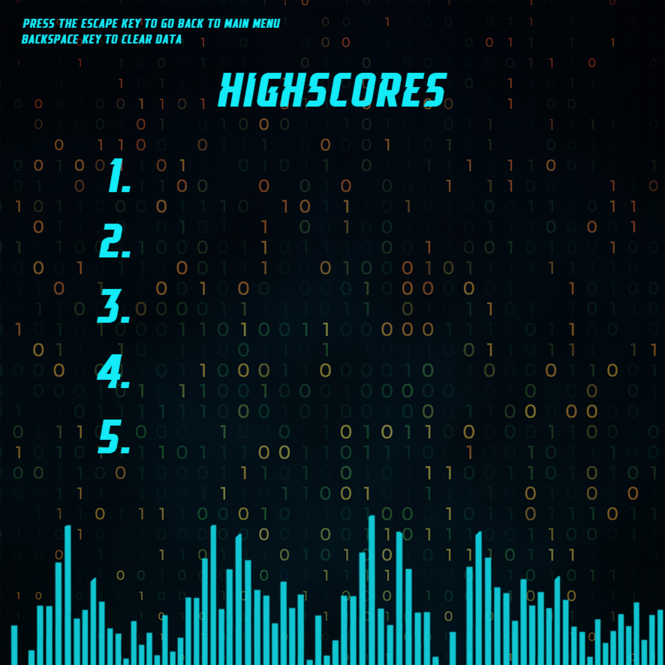 PRESS THE ESCAPE KEY TO GO BACK TO MAIN MENU
BACKSPACE KEY TO CLEAR DATA
HIGHSCORES
1.
2.
3.
4.
5.